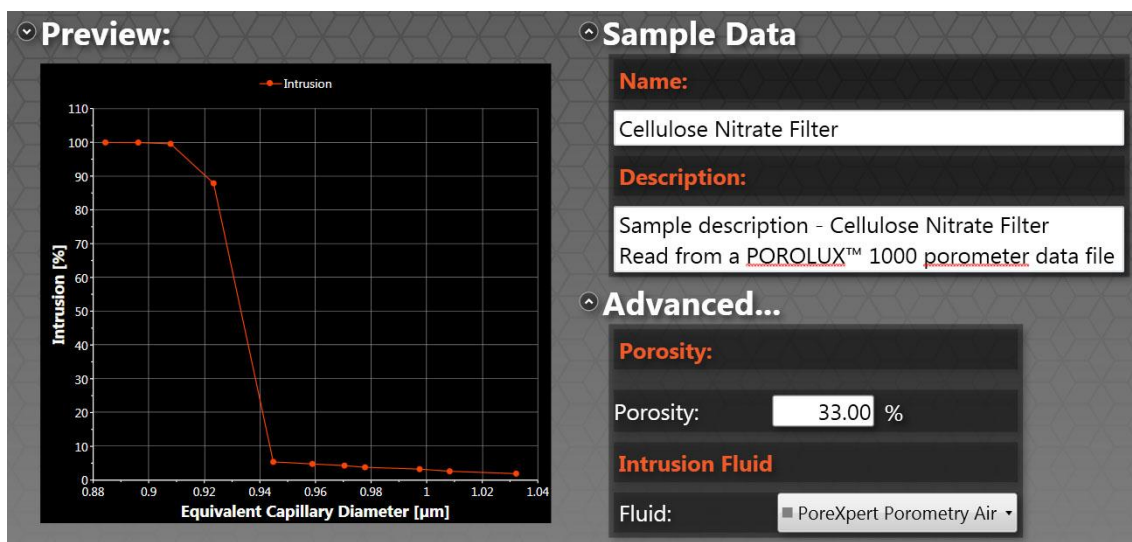 Preview:
Intrusion
110
100
90
80
70
60
50
40
30
20
10
0
Intrusion [%]
0.88 0.9 0.92 0.94 0.96 0.98 1 1.02 1.04
Equivalent Capillary Diameter [µm]
Sample Data
Name:
Cellulose Nitrate Filter
Description:
Sample description - Cellulose Nitrate Filter
Read from a POROLUX™ 1000 porometer data file
Advanced...
Porosity:
Porosity: 33.00 %
Intrusion Fluid
Fluid: PoreXpert Porometry Air